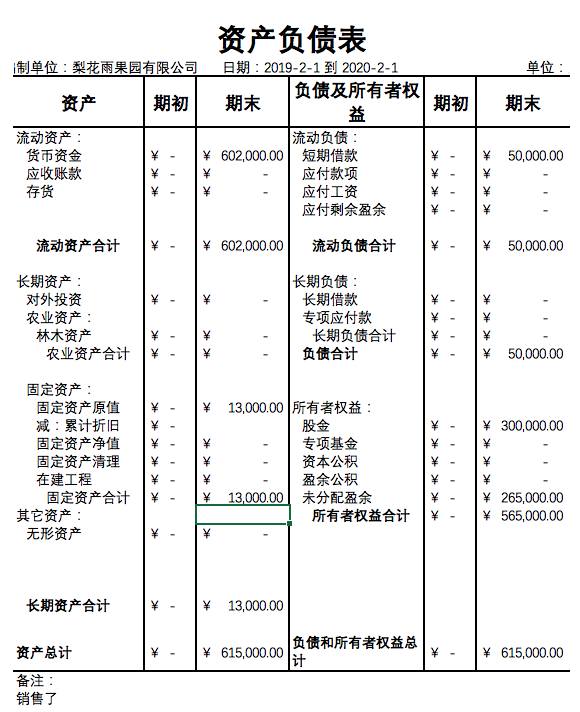 资产负债表
制单位：梨花雨果园有限公司 日期：2019-2-1 到 2020-2-1 单位：
资产 期初 期末 负债及所有者权益 期初 期末
流动资产： 流动负债：
货币资金 ¥ - ¥ 602,000.00 短期借款 ¥ - ¥ 50,000.00
应收账款 ¥ - ¥ - 应付款项 ¥ - ¥ -
存货 ¥ - ¥ - 应付工资 ¥ - ¥ -
应付剩余盈余 ¥ - ¥ -
流动资产合计 ¥ - ¥ 602,000.00 流动负债合计 ¥ - ¥ 50,000.00
长期资产： 长期负债：
对外投资 ¥ - ¥ - 长期借款 ¥ - ¥ -
农业资产： 专项应付款 ¥ - ¥ -
林木资产 ¥ - ¥ - 长期负债合计 ¥ - ¥ -
农业资产合计 ¥ - ¥ - 负债合计 ¥ - ¥ 50,000.00
固定资产：
固定资产原值 ¥ - ¥ 13,000.00 所有者权益：
减：累计折旧 ¥ - 股金 ¥ - ¥ 300,000.00
固定资产净值 ¥ - ¥ - 专项基金 ¥ - ¥ -
固定资产清理 ¥ - ¥ - 资本公积 ¥ - ¥ -
在建工程 ¥ - ¥ - 盈余公积 ¥ - ¥ -
固定资产合计 ¥ - ¥ 13,000.00 未分配盈余 ¥ - ¥ 265,000.00
其它资产： 所有者权益合计 ¥ - ¥ 565,000.00
无形资产 ¥ - ¥ -
长期资产合计 ¥ - ¥ 13,000.00
资产总计 ¥ - ¥ 615,000.00 负债和所有者权益总计 ¥ - ¥ 615,000.00
备注：
销售了